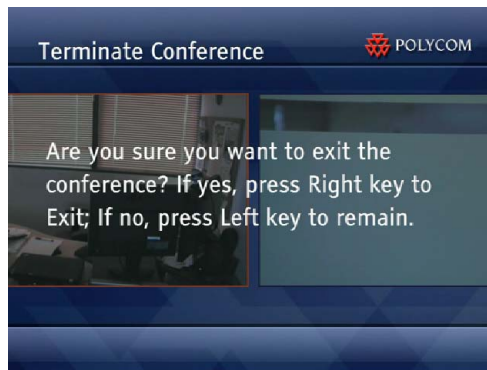 Terminate Conference
POLYCOM
Are you sure you want to exit the
conference? If yes, press Right key to
Exit; If no, press Left key to remain.